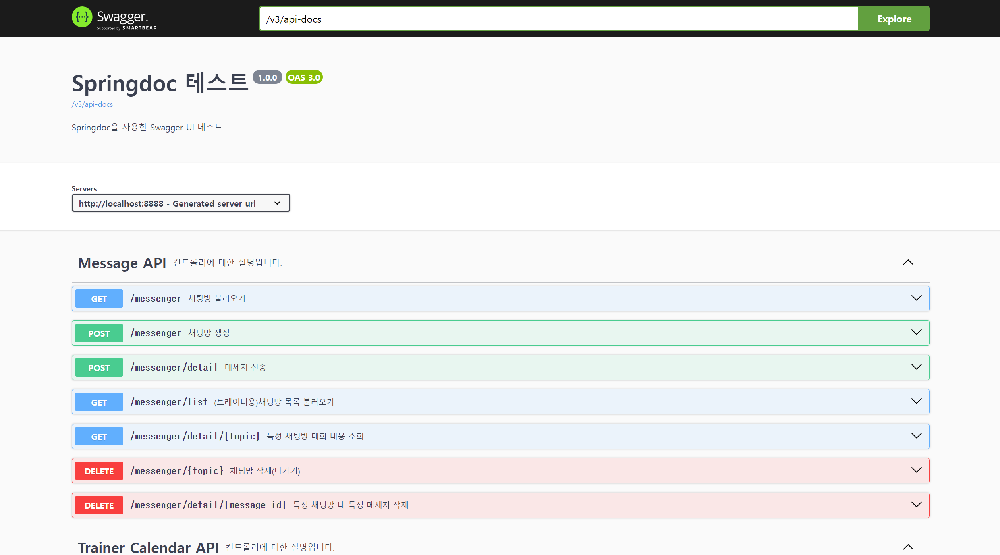 Swagger™
Supported by SMARTBEAR
/v3/api-docs
Explore
Springdoc 테스트 1.0.0 OAS 3.0
/v3/api-docs
Springdoc을 사용한 Swagger UI 테스트
Servers
http://localhost:8888 - Generated server url
Message API 컨트롤러에 대한 설명입니다.
GET /messenger 채팅방 불러오기
POST /messenger 채팅방 생성
POST /messenger/detail 메세지 전송
GET /messenger/list (트레이너용)채팅방 목록 불러오기
GET /messenger/detail/{topic} 특정 채팅방 대화 내용 조회
DELETE /messenger/{topic} 채팅방 삭제(나가기)
DELETE /messenger/detail/{message_id} 특정 채팅방 내 특정 메세지 삭제
Trainer Calendar API 컨트롤러에 대한 설명입니다.